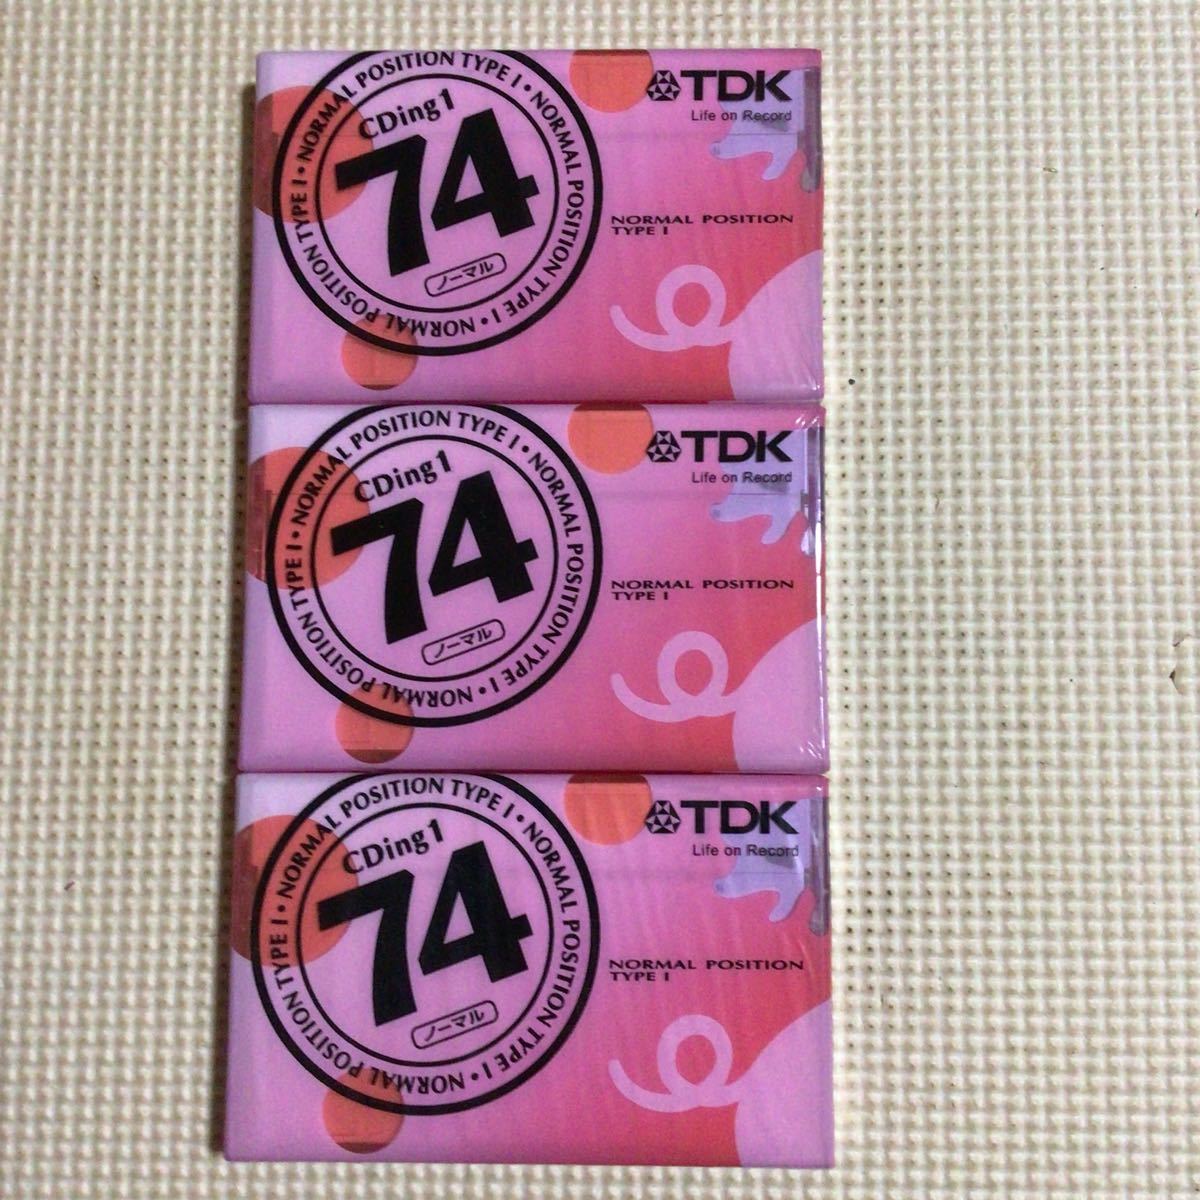 NORMAL POSITION TYPE I • NORMAL POSITION TYPE I • NORMAL POSITION TYPE I •
CDing1
74
ノーマル
TDK
Life on Record
NORMAL POSITION
TYPE I
NORMAL POSITION TYPE I • NORMAL POSITION TYPE I • NORMAL POSITION TYPE I •
CDing1
74
ノーマル
TDK
Life on Record
NORMAL POSITION
TYPE I
NORMAL POSITION TYPE I • NORMAL POSITION TYPE I • NORMAL POSITION TYPE I •
CDing1
74
ノーマル
TDK
Life on Record
NORMAL POSITION
TYPE I